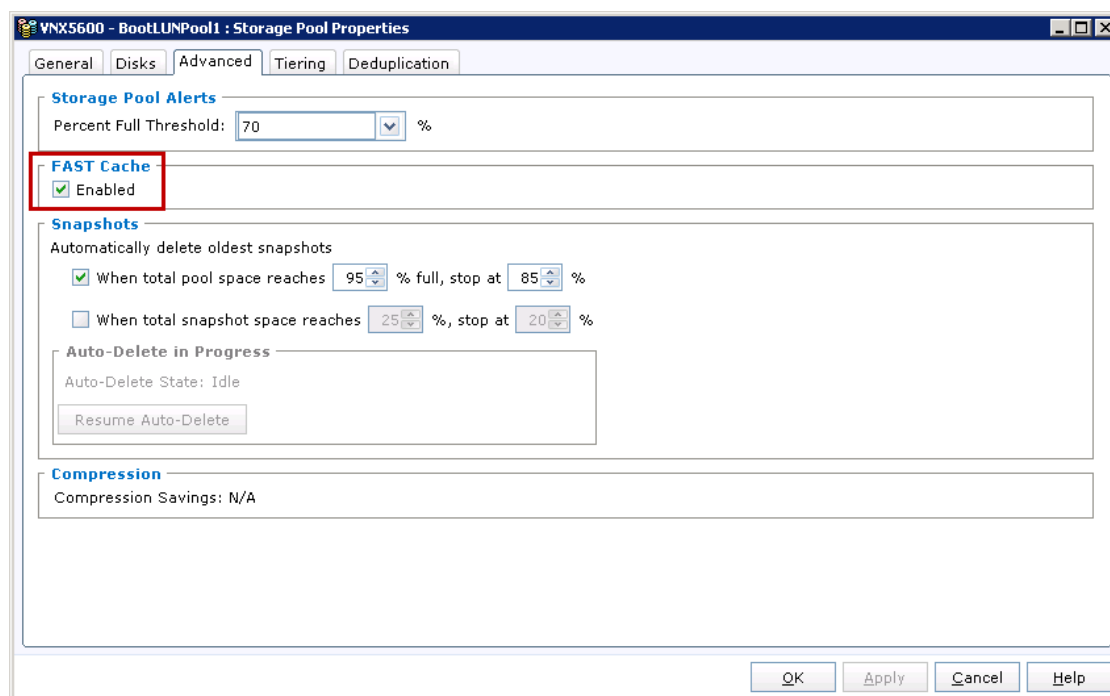 VNX5600 - BootLUNPool1 : Storage Pool Properties
General Disks Advanced Tiering Deduplication
Storage Pool Alerts
Percent Full Threshold: 70 %
FAST Cache
Enabled
Snapshots
Automatically delete oldest snapshots
When total pool space reaches 95 % full, stop at 85 %
When total snapshot space reaches 25 %, stop at 20 %
Auto-Delete in Progress
Auto-Delete State: Idle
Resume Auto-Delete
Compression
Compression Savings: N/A
OK Apply Cancel Help